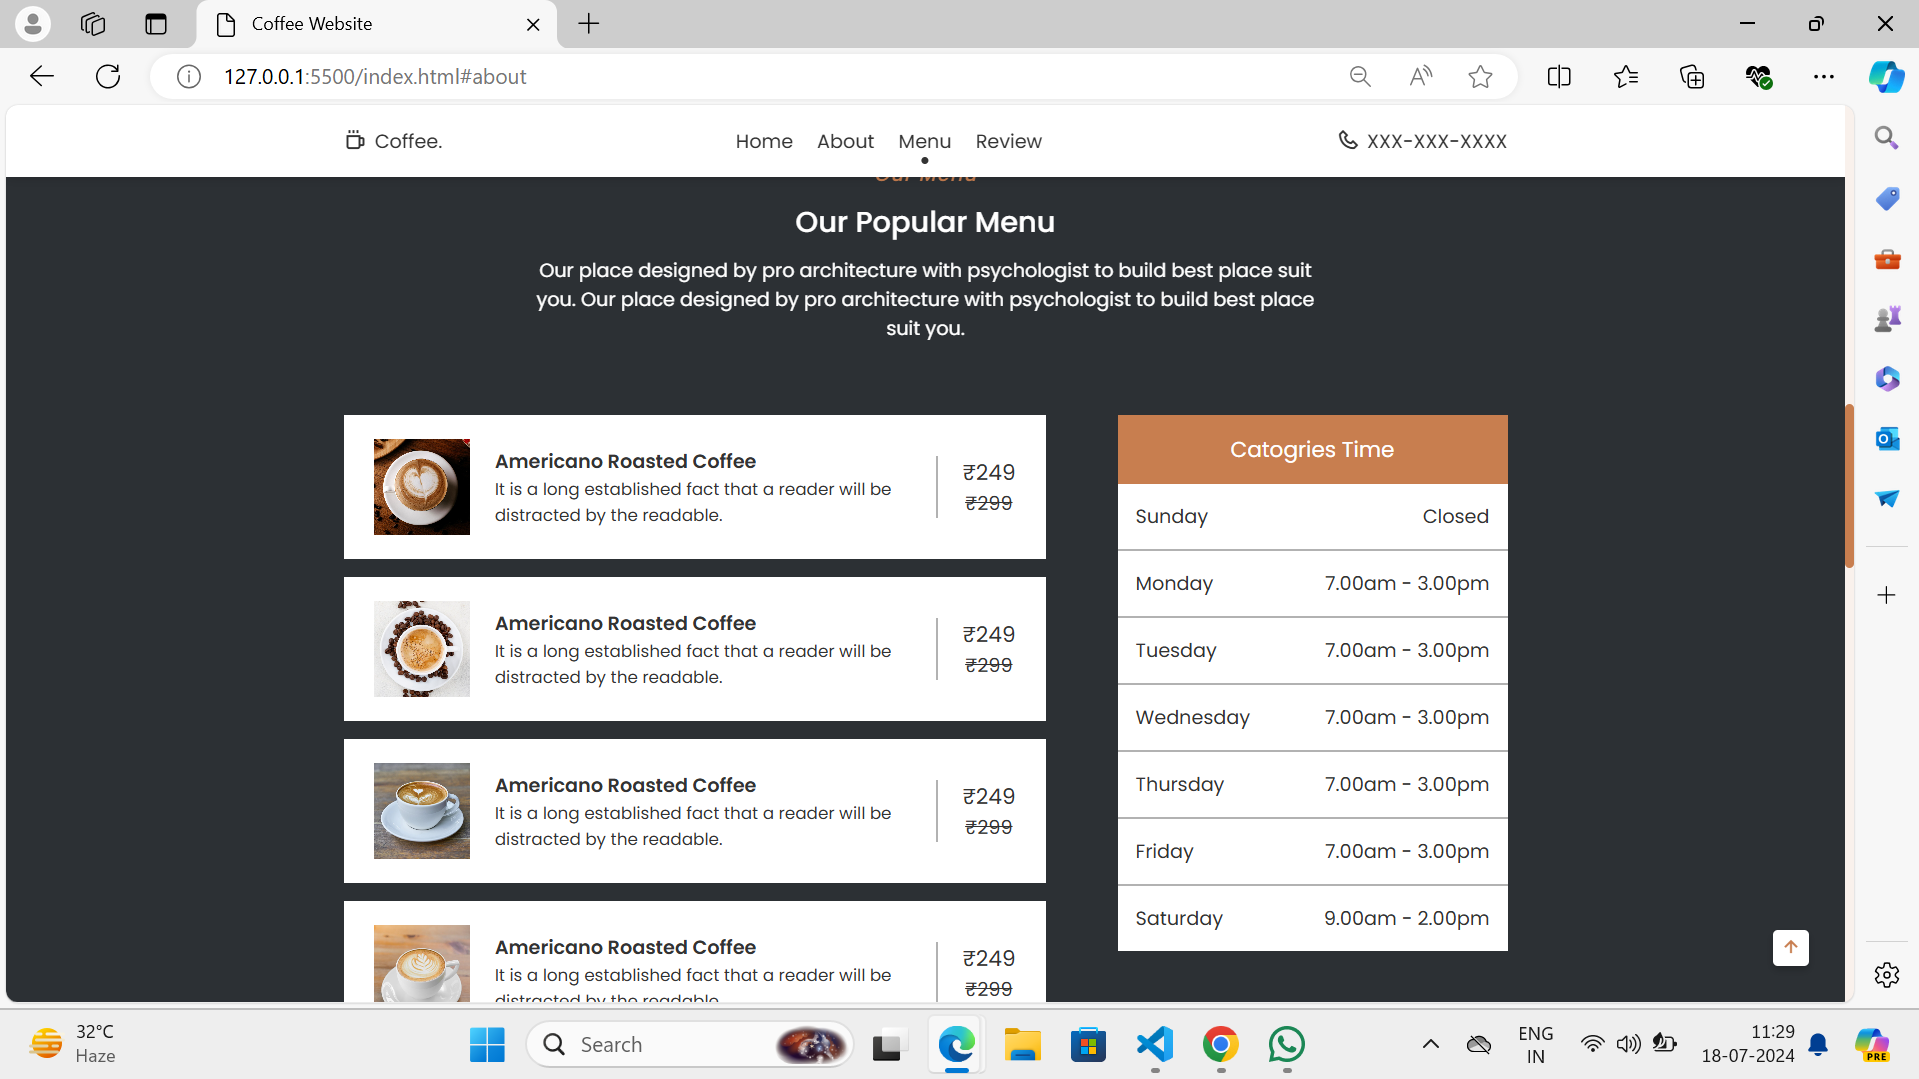 Coffee Website
127.0.0.1:5500/index.html#about
Coffee.
Home About Menu Review
XXX-XXX-XXXX
Our Menu
Our Popular Menu
Our place designed by pro architecture with psychologist to build best place suit
you. Our place designed by pro architecture with psychologist to build best place
suit you.
Americano Roasted Coffee
It is a long established fact that a reader will be
distracted by the readable.
₹249
₹299
Americano Roasted Coffee
It is a long established fact that a reader will be
distracted by the readable.
₹249
₹299
Americano Roasted Coffee
It is a long established fact that a reader will be
distracted by the readable.
₹249
₹299
Americano Roasted Coffee
It is a long established fact that a reader will be
distracted by the readable.
₹249
₹299
Catogries Time
Sunday Closed
Monday 7.00am - 3.00pm
Tuesday 7.00am - 3.00pm
Wednesday 7.00am - 3.00pm
Thursday 7.00am - 3.00pm
Friday 7.00am - 3.00pm
Saturday 9.00am - 2.00pm
32°C
Haze
Search
ENG
IN
11:29
18-07-2024
PRE